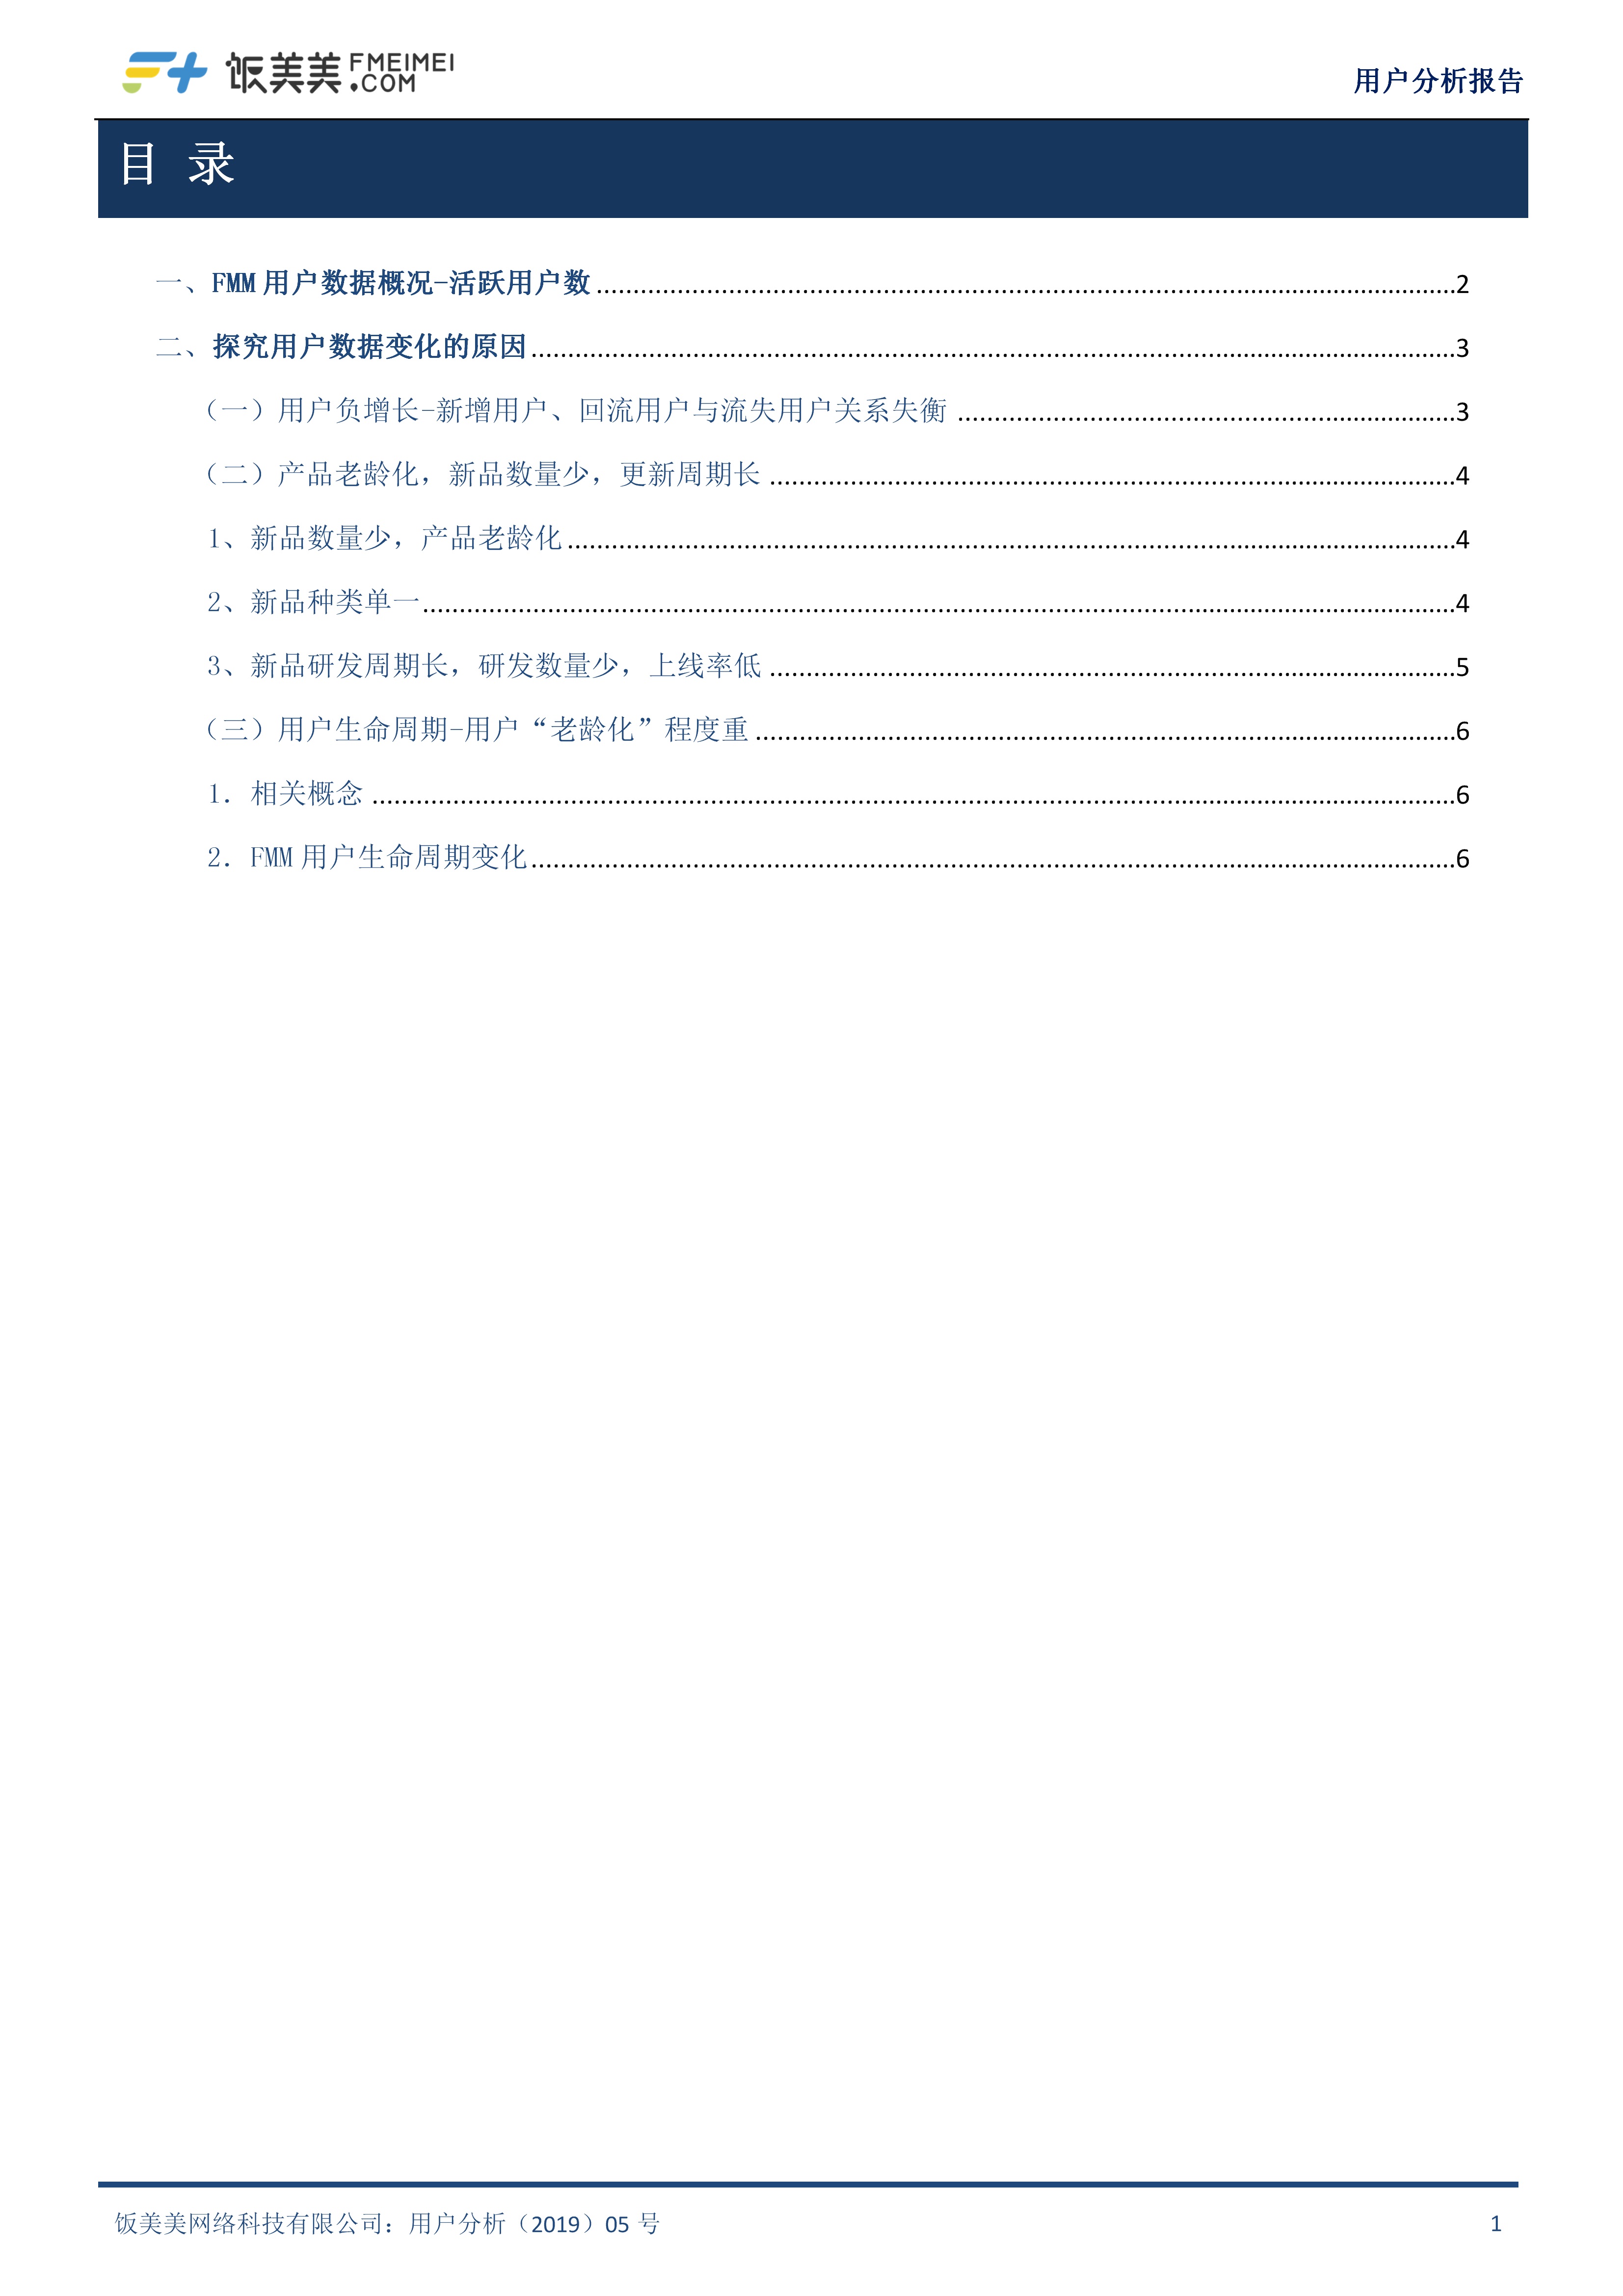 饭美美 FMEIMEI
.COM
用户分析报告
目 录
一、FMM 用户数据概况-活跃用户数................2
二、探究用户数据变化的原因................3
（一）用户负增长-新增用户、回流用户与流失用户关系失衡................3
（二）产品老龄化，新品数量少，更新周期长................4
1、新品数量少，产品老龄化................4
2、新品种类单一................4
3、新品研发周期长，研发数量少，上线率低................5
（三）用户生命周期-用户“老龄化”程度重................6
1. 相关概念................6
2. FMM 用户生命周期变化................6
饭美美网络科技有限公司：用户分析（2019）05 号
1